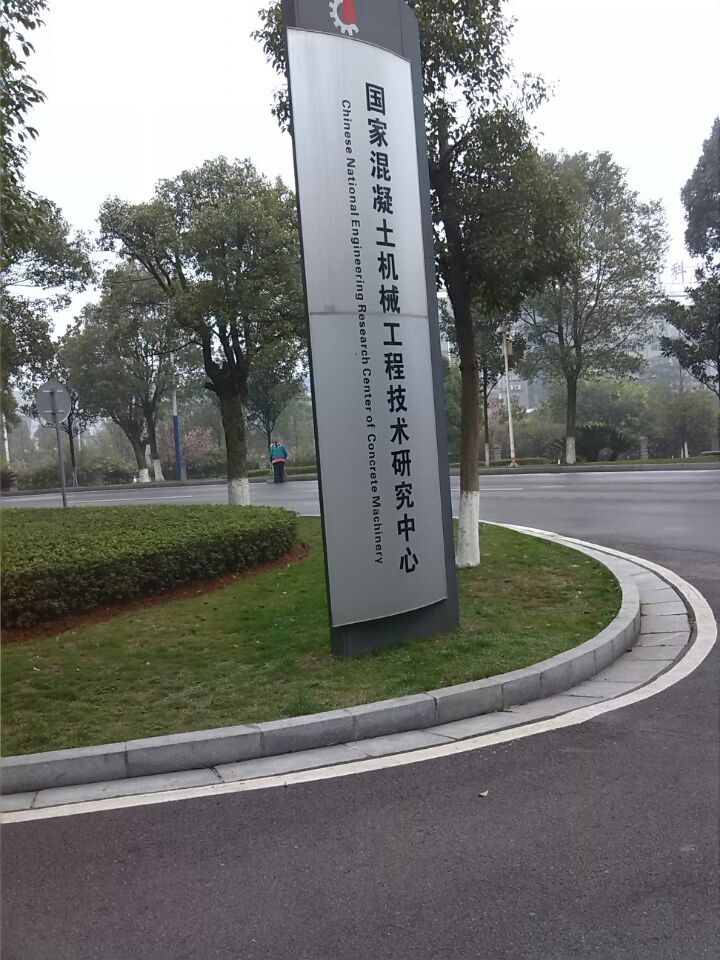 国家混凝土机械工程技术研究中心
Chinese National Engineering Research Center of Concrete Machinery
科